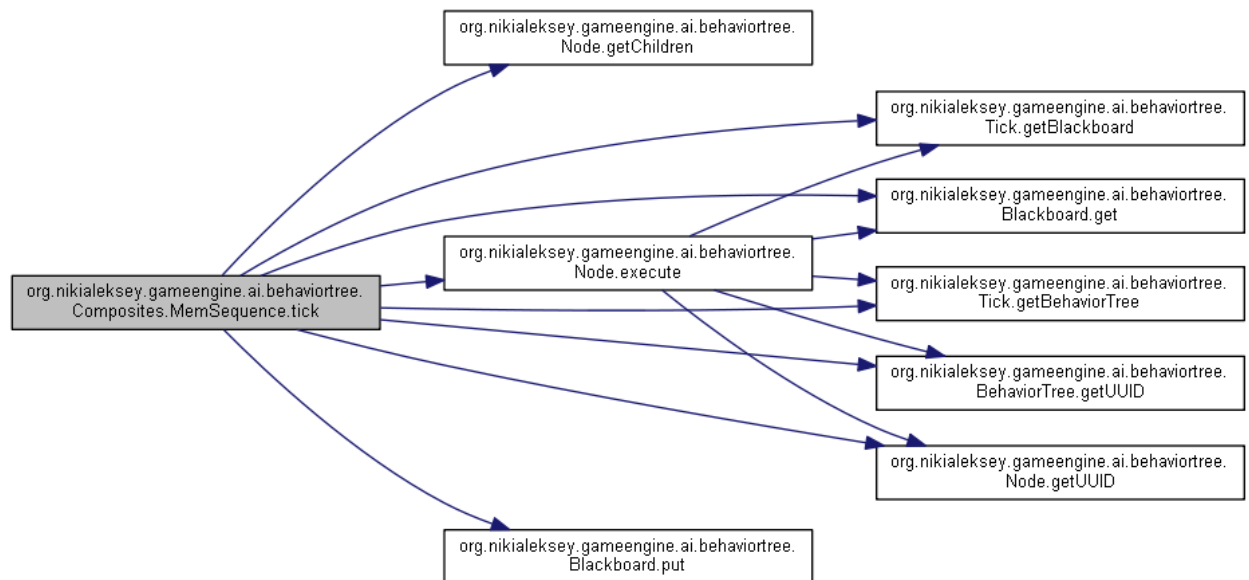 org.nikialeksey.gameengine.ai.behaviortree.
Node.getChildren
org.nikialeksey.gameengine.ai.behaviortree.
Tick.getBlackboard
org.nikialeksey.gameengine.ai.behaviortree.
Blackboard.get
org.nikialeksey.gameengine.ai.behaviortree.
Node.execute
org.nikialeksey.gameengine.ai.behaviortree.
Composites.MemSequence.tick
org.nikialeksey.gameengine.ai.behaviortree.
Tick.getBehaviorTree
org.nikialeksey.gameengine.ai.behaviortree.
BehaviorTree.getUUID
org.nikialeksey.gameengine.ai.behaviortree.
Node.getUUID
org.nikialeksey.gameengine.ai.behaviortree.
Blackboard.put